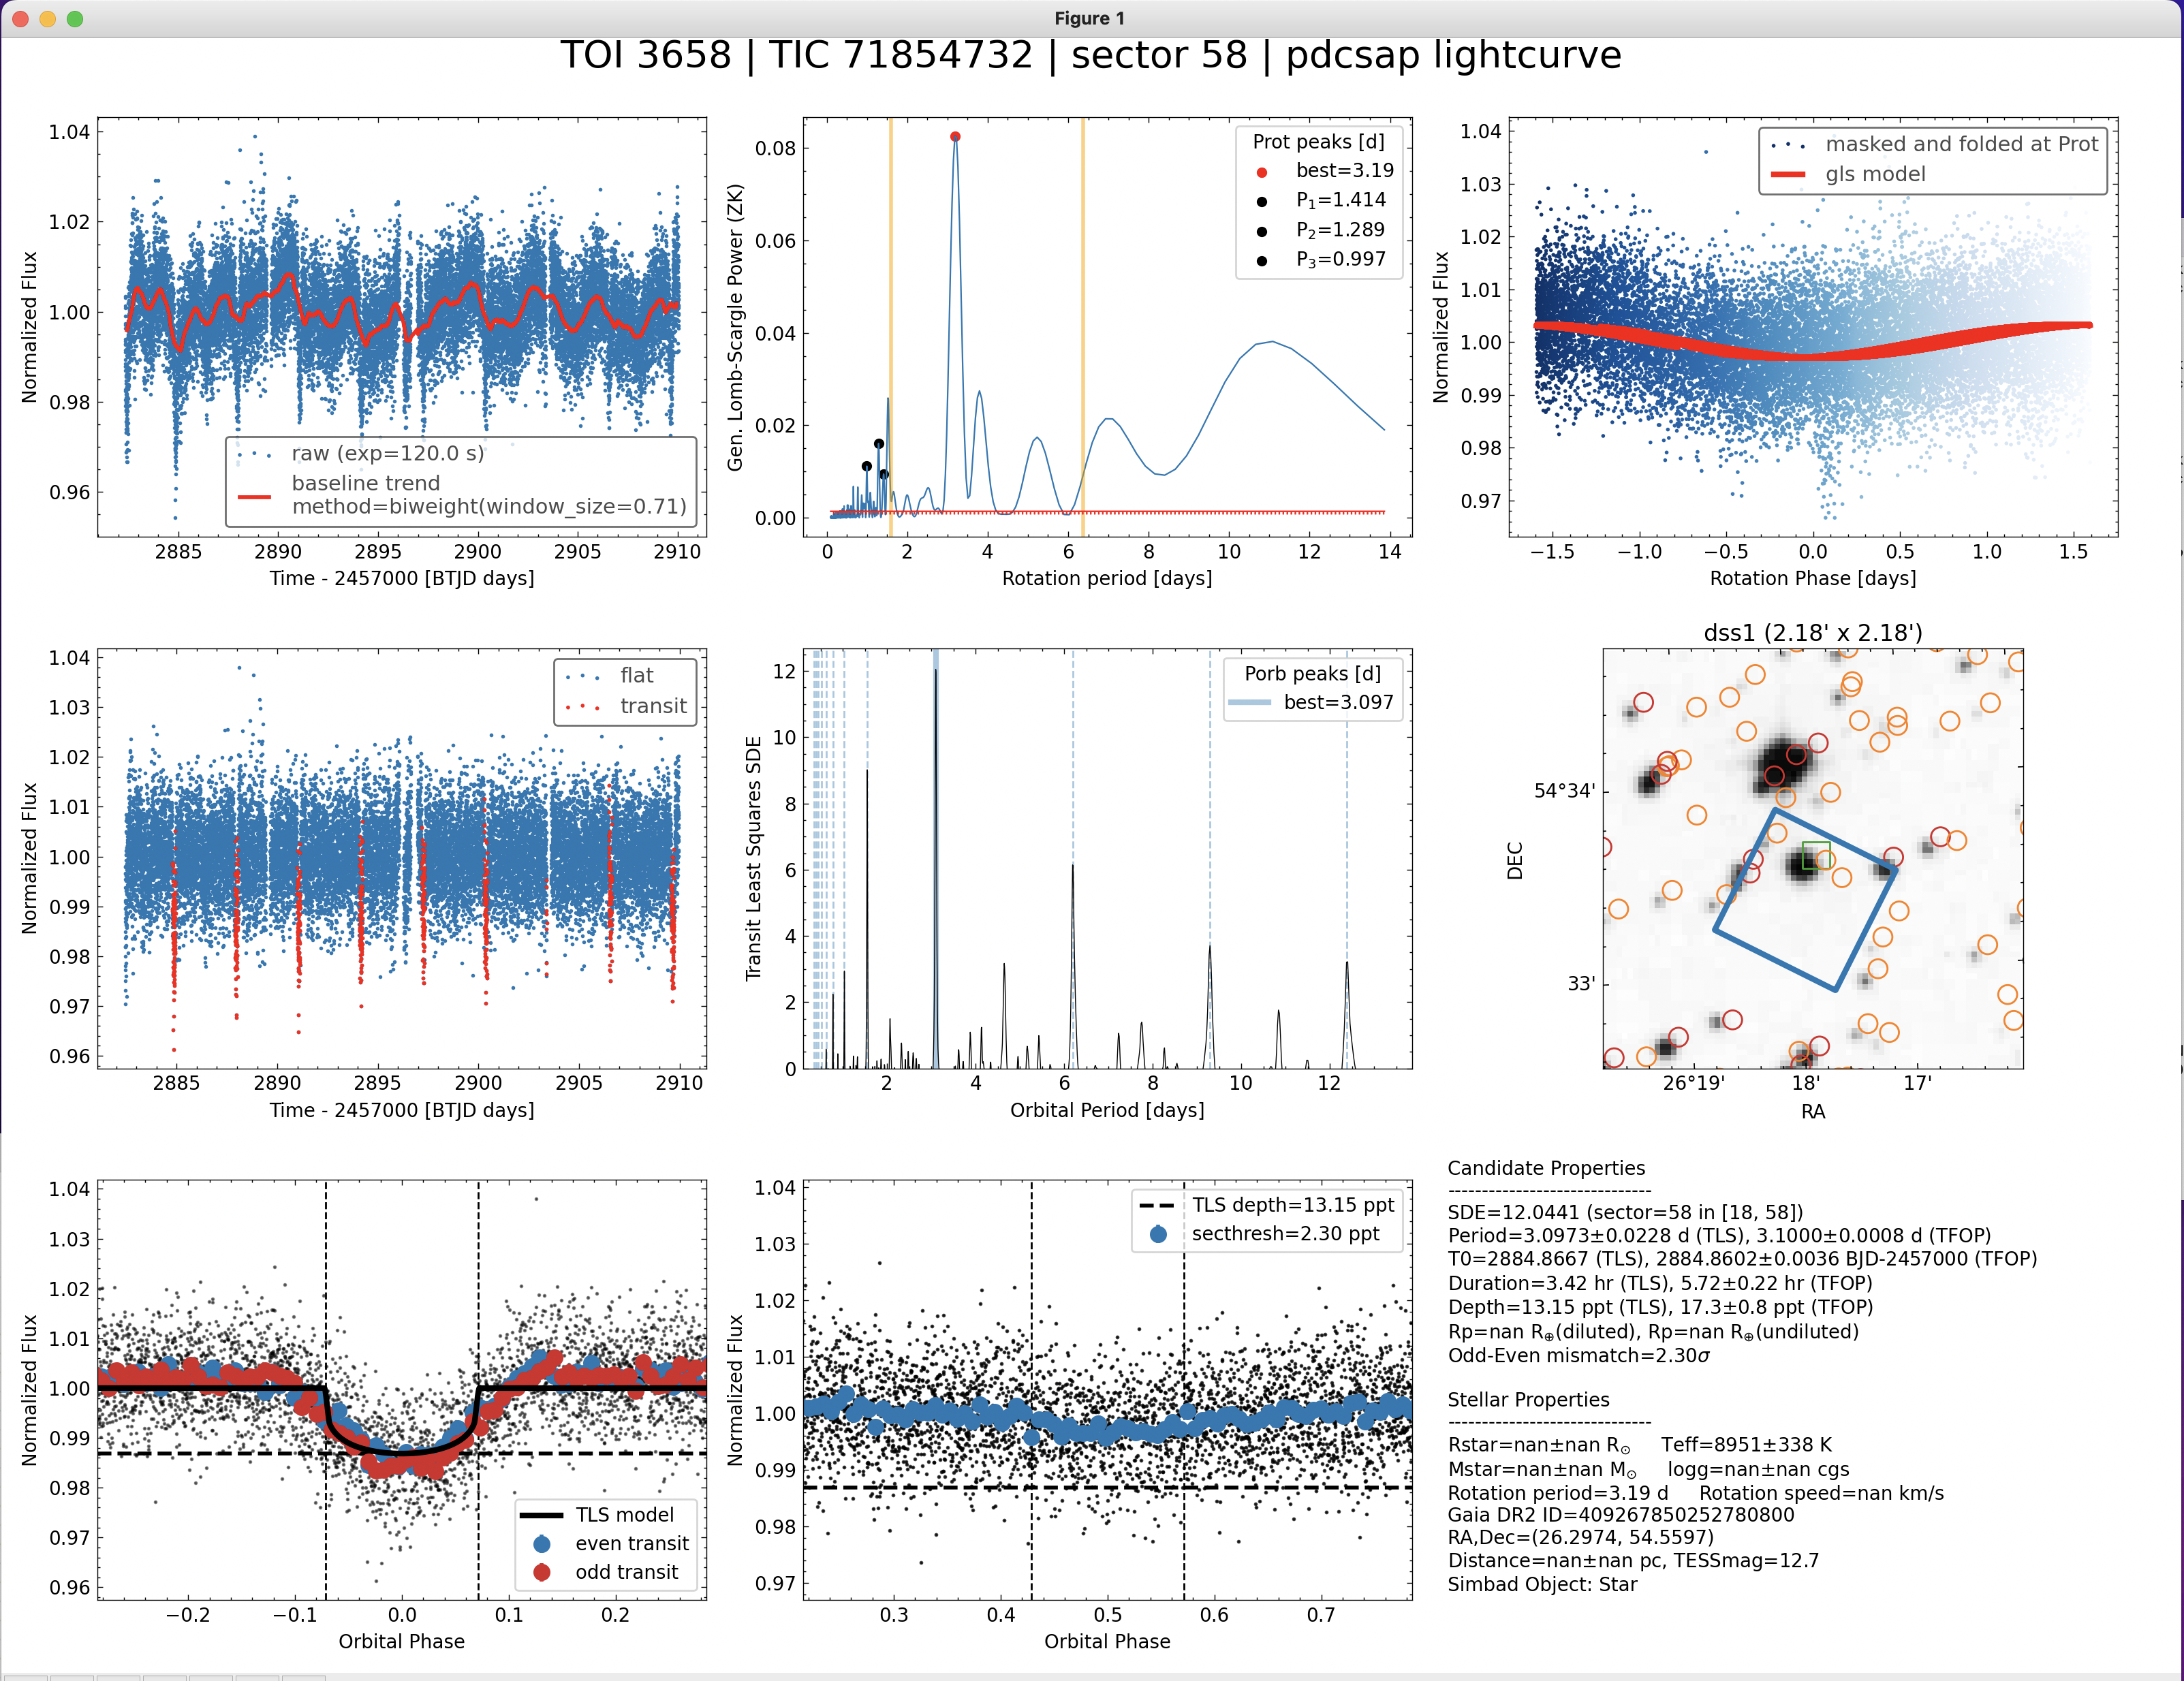 Figure 1
TOI 3658 | TIC 71854732 | sector 58 | pdcsap lightcurve
1.04
1.02
1.00
0.98
0.96
Normalized Flux
raw (exp=120.0 s)
baseline trend
method=biweight(window_size=0.71)
2885 2890 2895 2900 2905 2910
Time - 2457000 [BTJD days]
0.08
0.06
0.04
0.02
0.00
Gen. Lomb-Scargle Power (ZK)
Prot peaks [d]
best=3.19
P₁=1.414
P₂=1.289
P₃=0.997
0 2 4 6 8 10 12 14
Rotation period [days]
1.04
1.03
1.02
1.01
1.00
0.99
0.98
0.97
Normalized Flux
masked and folded at Prot
gls model
−1.5 −1.0 −0.5 0.0 0.5 1.0 1.5
Rotation Phase [days]
1.04
1.03
1.02
1.01
1.00
0.99
0.98
0.97
0.96
Normalized Flux
flat
transit
2885 2890 2895 2900 2905 2910
Time - 2457000 [BTJD days]
12
10
8
6
4
2
0
Transit Least Squares SDE
Porb peaks [d]
best=3.097
2 4 6 8 10 12
Orbital Period [days]
dss1 (2.18' x 2.18')
54°34'
33'
DEC
26°19' 18' 17'
RA
1.04
1.03
1.02
1.01
1.00
0.99
0.98
0.97
0.96
Normalized Flux
TLS model
even transit
odd transit
−0.2 −0.1 0.0 0.1 0.2
Orbital Phase
1.04
1.03
1.02
1.01
1.00
0.99
0.98
0.97
Normalized Flux
TLS depth=13.15 ppt
secthresh=2.30 ppt
0.3 0.4 0.5 0.6 0.7
Orbital Phase
Candidate Properties
------------------------------
SDE=12.0441 (sector=58 in [18, 58])
Period=3.0973±0.0228 d (TLS), 3.1000±0.0008 d (TFOP)
T0=2884.8667 (TLS), 2884.8602±0.0036 BJD-2457000 (TFOP)
Duration=3.42 hr (TLS), 5.72±0.22 hr (TFOP)
Depth=13.15 ppt (TLS), 17.3±0.8 ppt (TFOP)
Rp=nan R⊕(diluted), Rp=nan R⊕(undiluted)
Odd-Even mismatch=2.30σ
Stellar Properties
------------------------------
Rstar=nan±nan R⊙ Teff=8951±338 K
Mstar=nan±nan M⊙ logg=nan±nan cgs
Rotation period=3.19 d Rotation speed=nan km/s
Gaia DR2 ID=409267850252780800
RA,Dec=(26.2974, 54.5597)
Distance=nan±nan pc, TESSmag=12.7
Simbad Object: Star